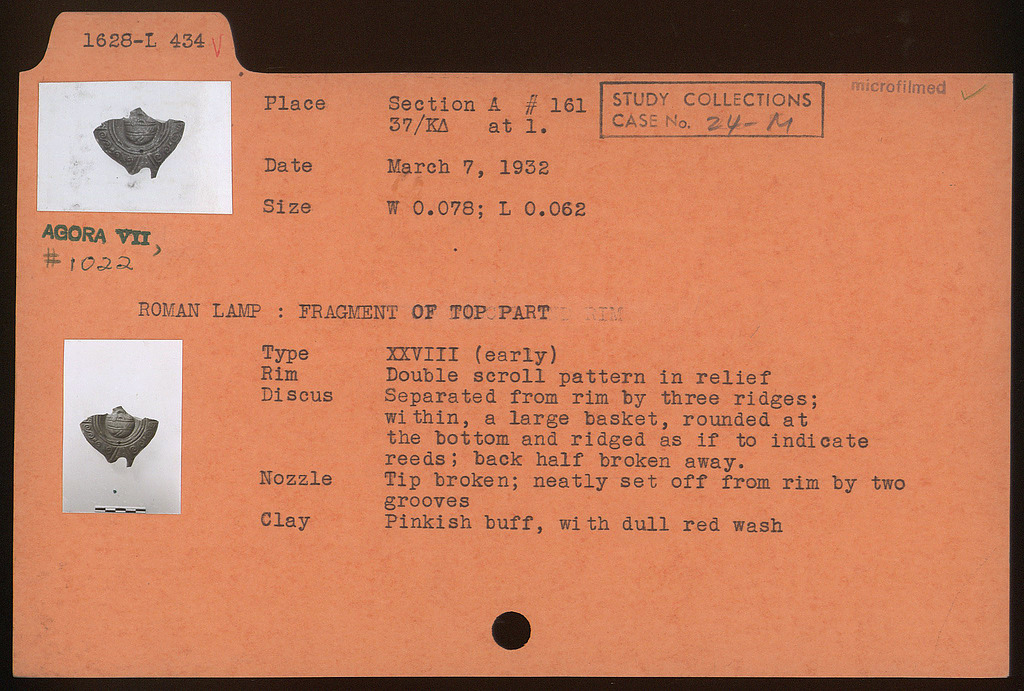 1628-L 434 V
microfilmed ✓
Place Section A # 161
37/ΚΔ at 1.
STUDY COLLECTIONS
CASE No. 24-M
Date March 7, 1932
Size W 0.078; L 0.062
AGORA VII,
# 1022
ROMAN LAMP : FRAGMENT OF TOP PART RIM
Type XXVIII (early)
Rim Double scroll pattern in relief
Discus Separated from rim by three ridges;
within, a large basket, rounded at
the bottom and ridged as if to indicate
reeds; back half broken away.
Nozzle Tip broken; neatly set off from rim by two
grooves
Clay Pinkish buff, with dull red wash